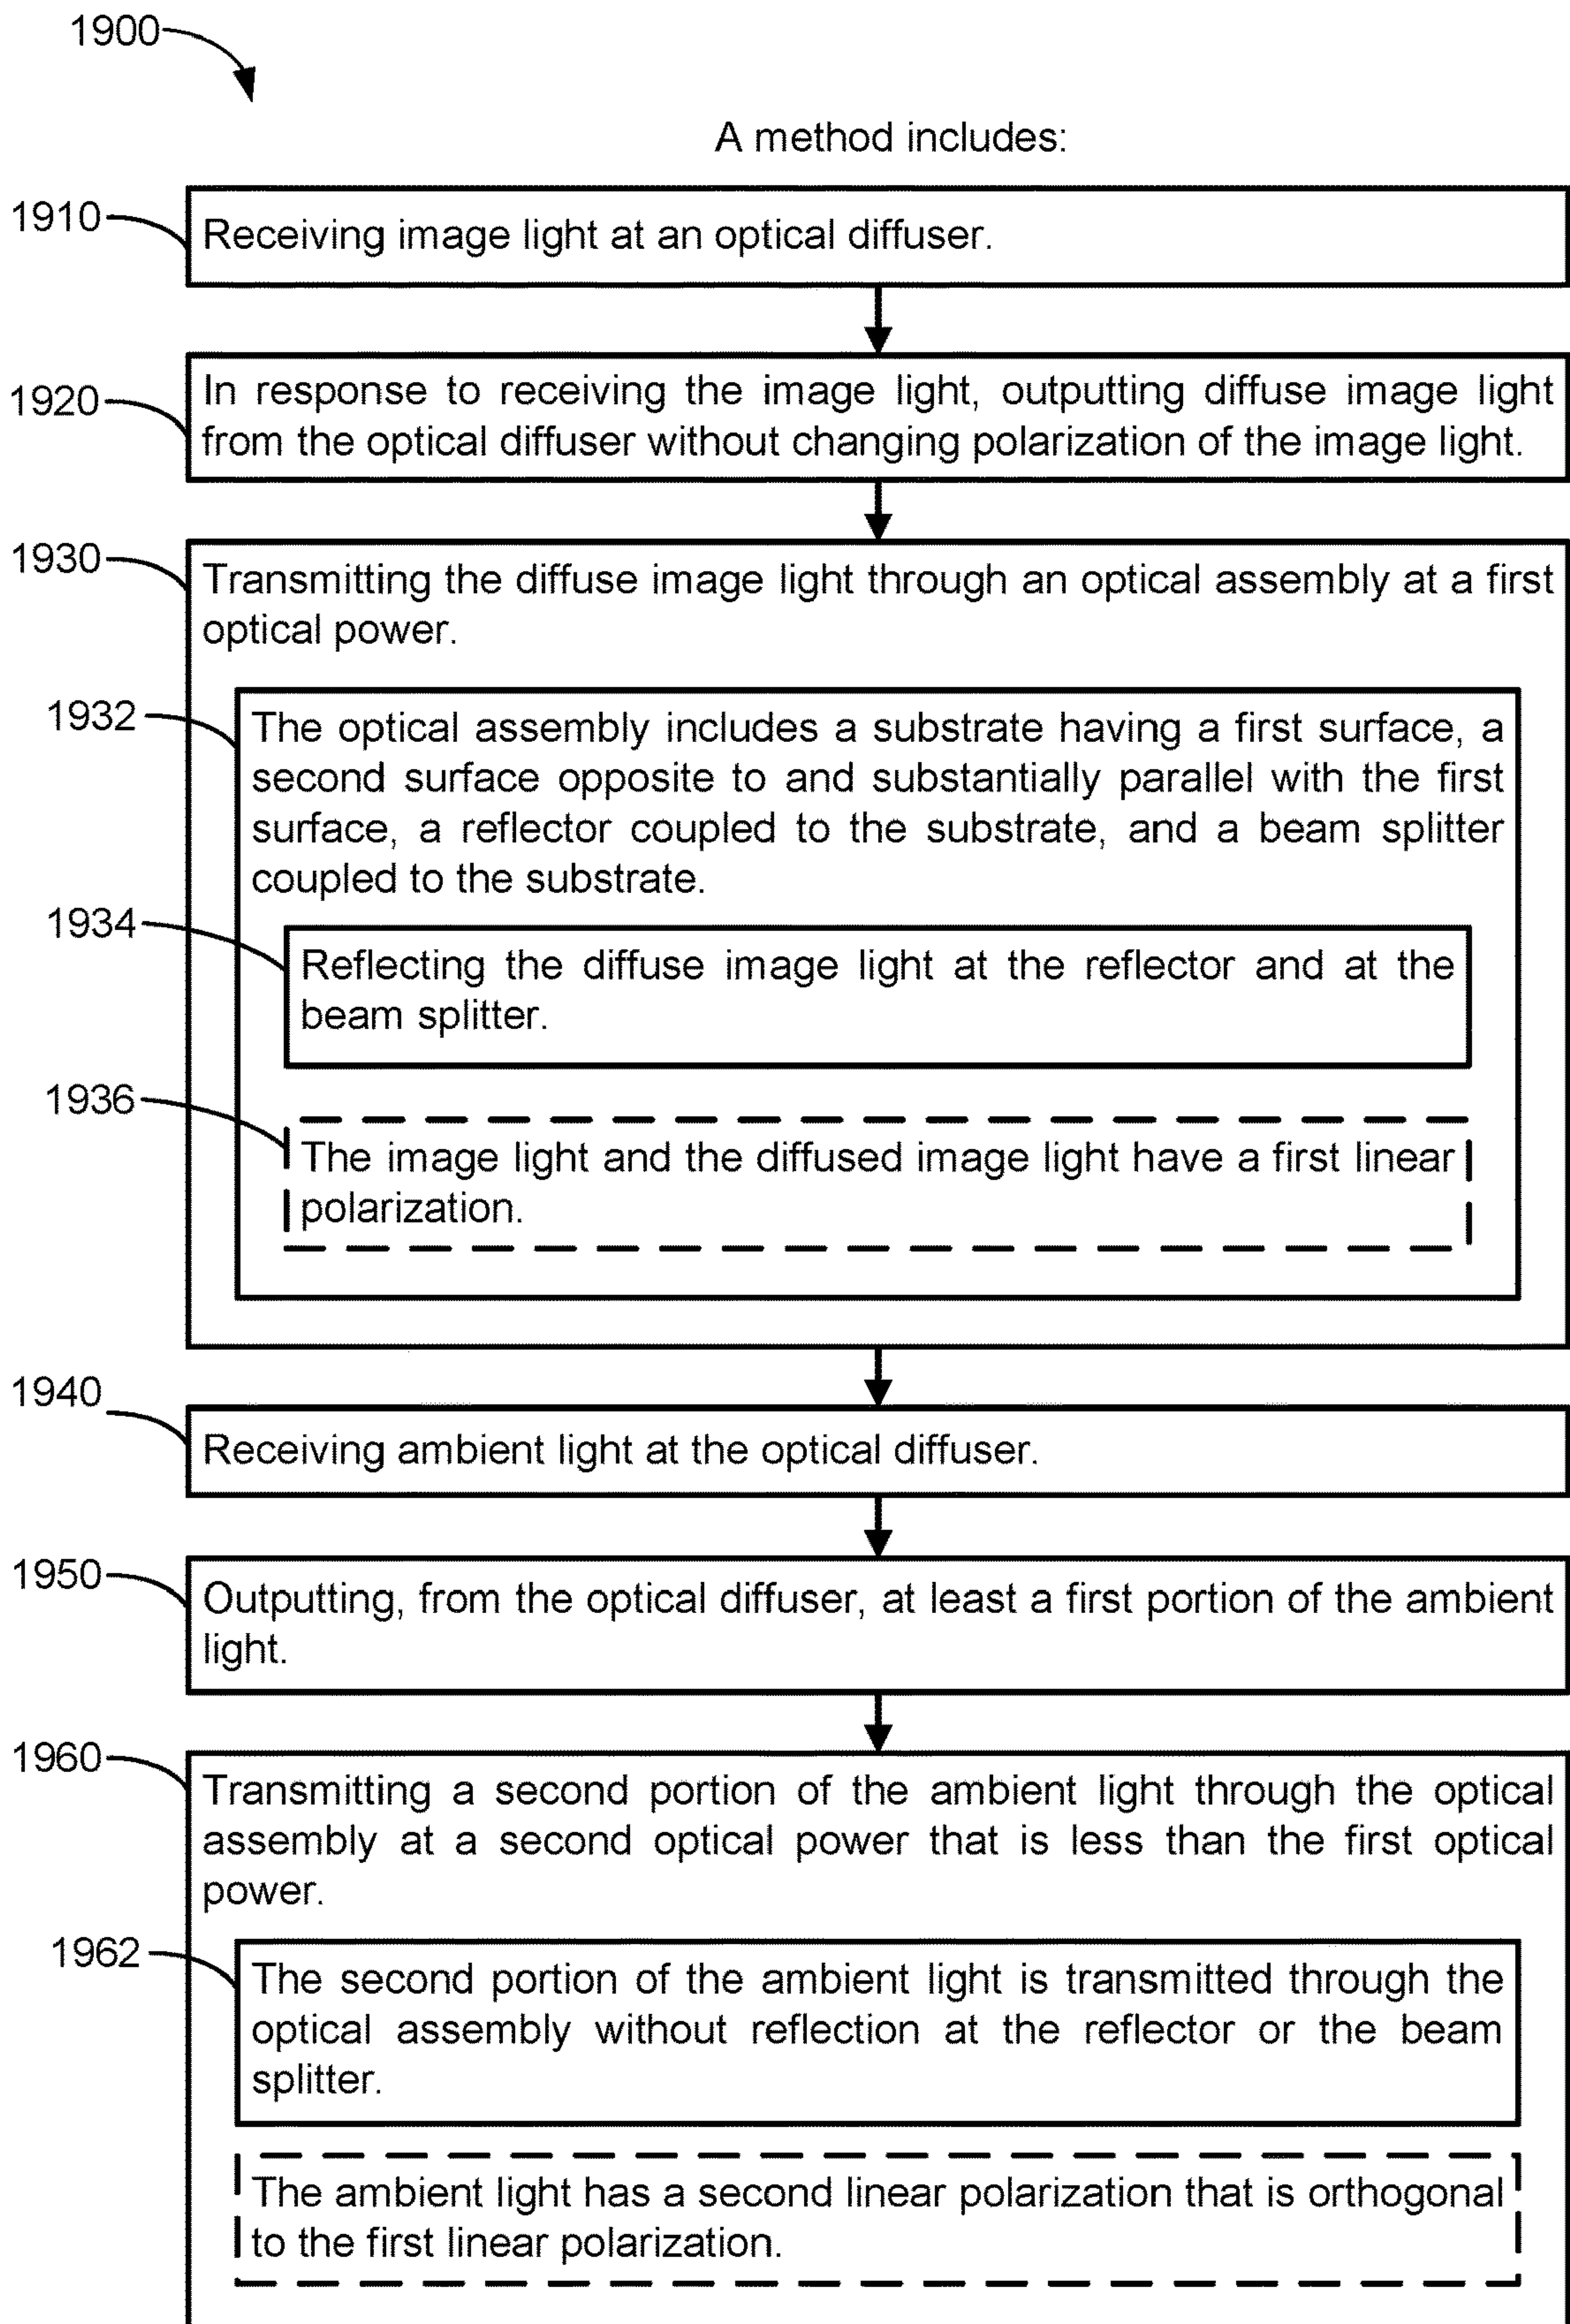 1900
A method includes:
1910
Receiving image light at an optical diffuser.
1920
In response to receiving the image light, outputting diffuse image light
from the optical diffuser without changing polarization of the image light.
1930
Transmitting the diffuse image light through an optical assembly at a first
optical power.
1932
The optical assembly includes a substrate having a first surface, a
second surface opposite to and substantially parallel with the first
surface, a reflector coupled to the substrate, and a beam splitter
coupled to the substrate.
1934
Reflecting the diffuse image light at the reflector and at the
beam splitter.
1936
The image light and the diffused image light have a first linear
polarization.
1940
Receiving ambient light at the optical diffuser.
1950
Outputting, from the optical diffuser, at least a first portion of the ambient
light.
1960
Transmitting a second portion of the ambient light through the optical
assembly at a second optical power that is less than the first optical
power.
1962
The second portion of the ambient light is transmitted through the
optical assembly without reflection at the reflector or the beam
splitter.
The ambient light has a second linear polarization that is orthogonal
to the first linear polarization.